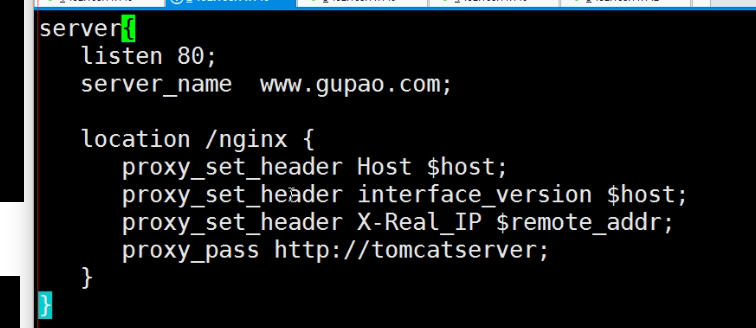 server{
listen 80;
server_name www.gupao.com;
location /nginx {
proxy_set_header Host $host;
proxy_set_header interface_version $host;
proxy_set_header X-Real_IP $remote_addr;
proxy_pass http://tomcatserver;
}
}